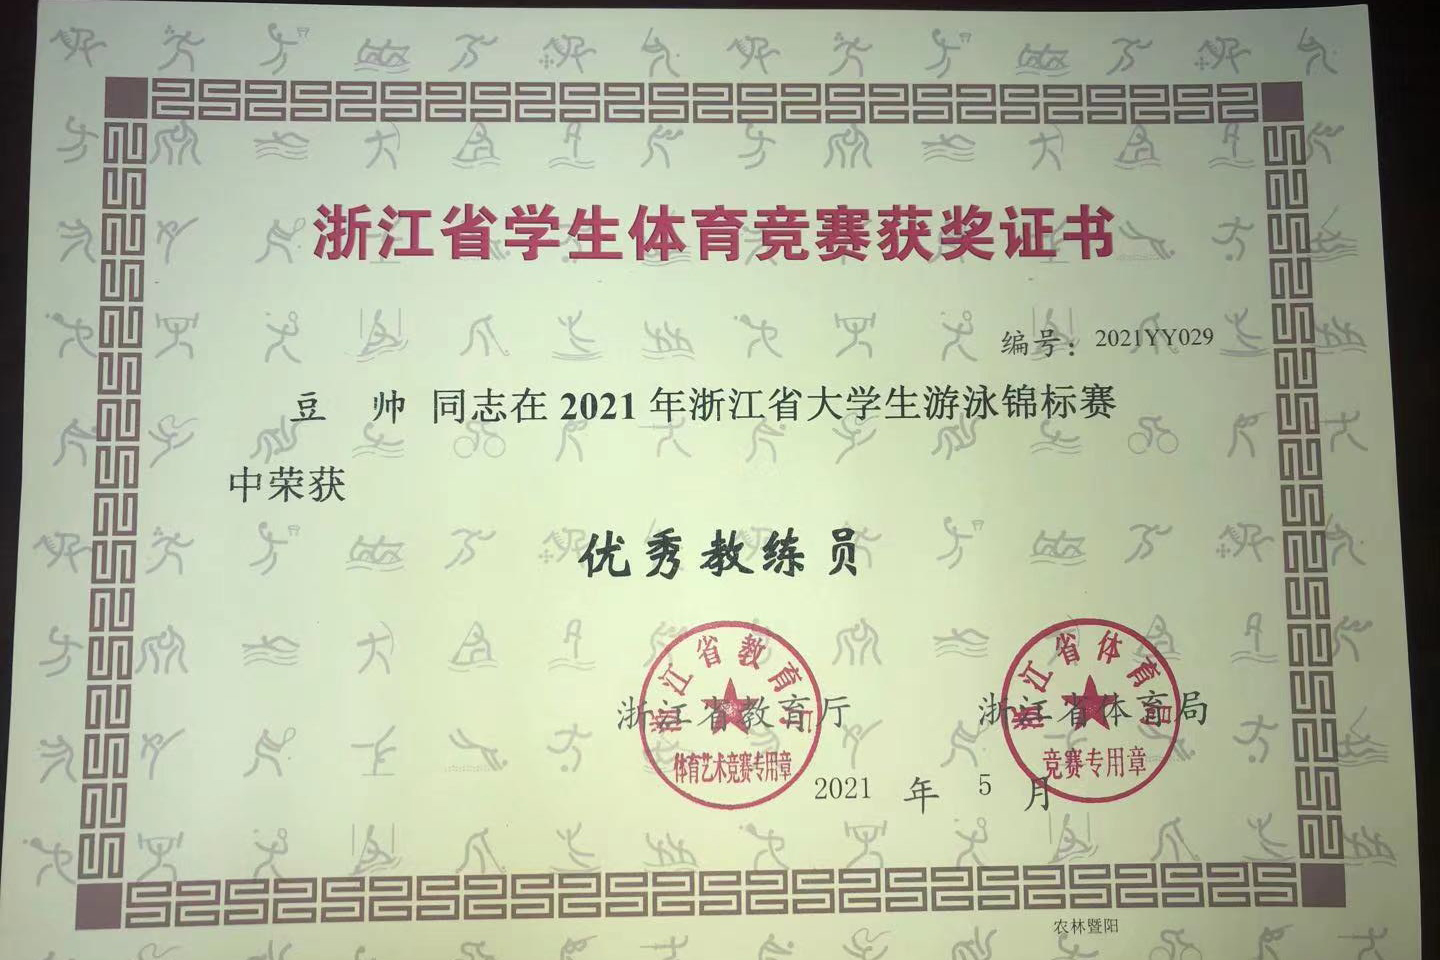 浙江省学生体育竞赛获奖证书
编号：2021YY029
豆 帅 同志在 2021 年浙江省大学生游泳锦标赛
中荣获
优秀教练员
浙江省教育厅
体育艺术竞赛专用章
浙江省体育局
竞赛专用章
浙江省教育厅 浙江省体育局
2021 年 5 月
农林暨阳